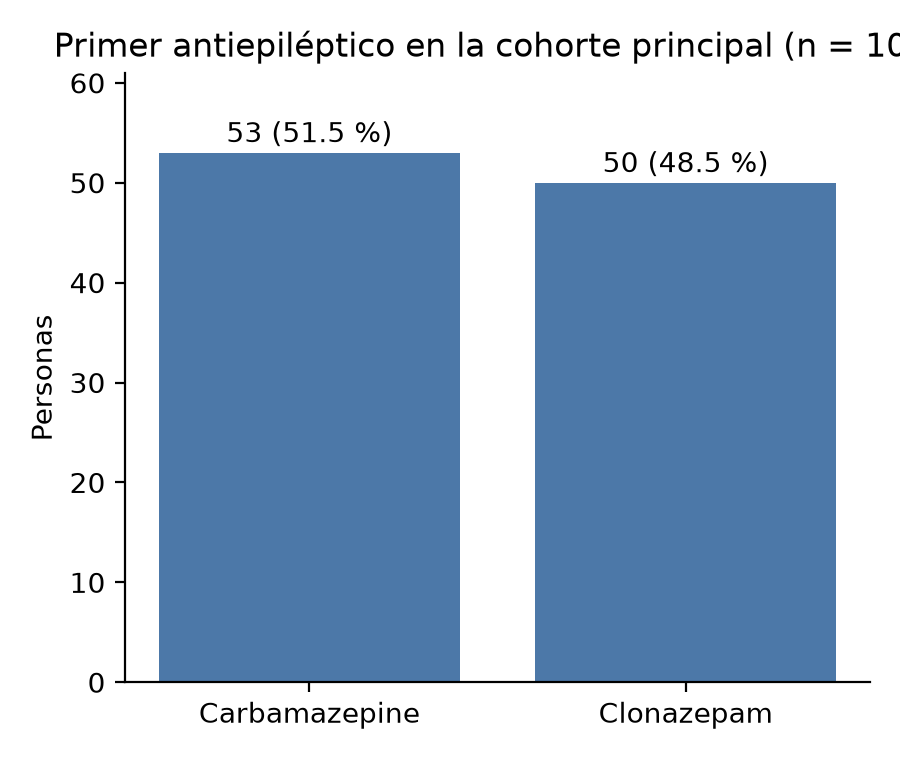 Primer antiepiléptico en la cohorte principal (n = 10
60
53 (51.5 %)
50 (48.5 %)
50
40
30
20
10
0
Personas
Carbamazepine
Clonazepam